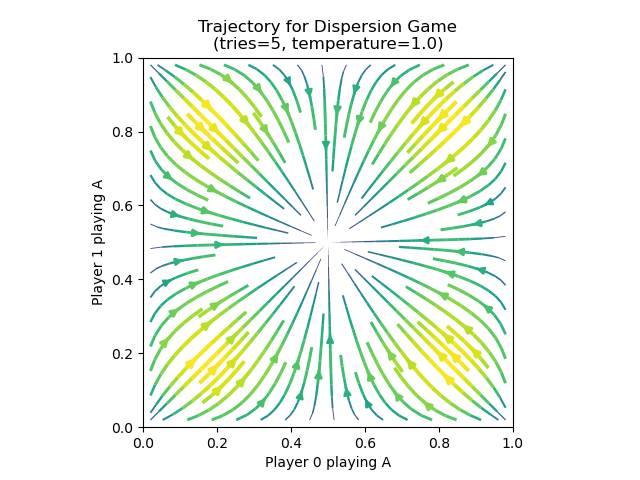 Trajectory for Dispersion Game
(tries=5, temperature=1.0)
1.0
0.8
0.6
0.4
0.2
0.0
Player 1 playing A
0.0 0.2 0.4 0.6 0.8 1.0
Player 0 playing A